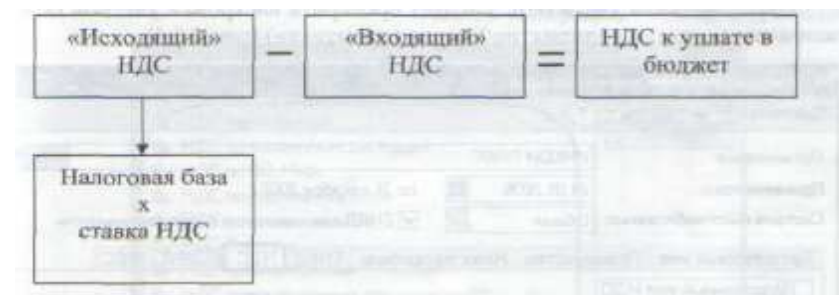 «Исходящий»
НДС
–
«Входящий»
НДС
=
НДС к уплате в
бюджет
Налоговая база
х
ставка НДС